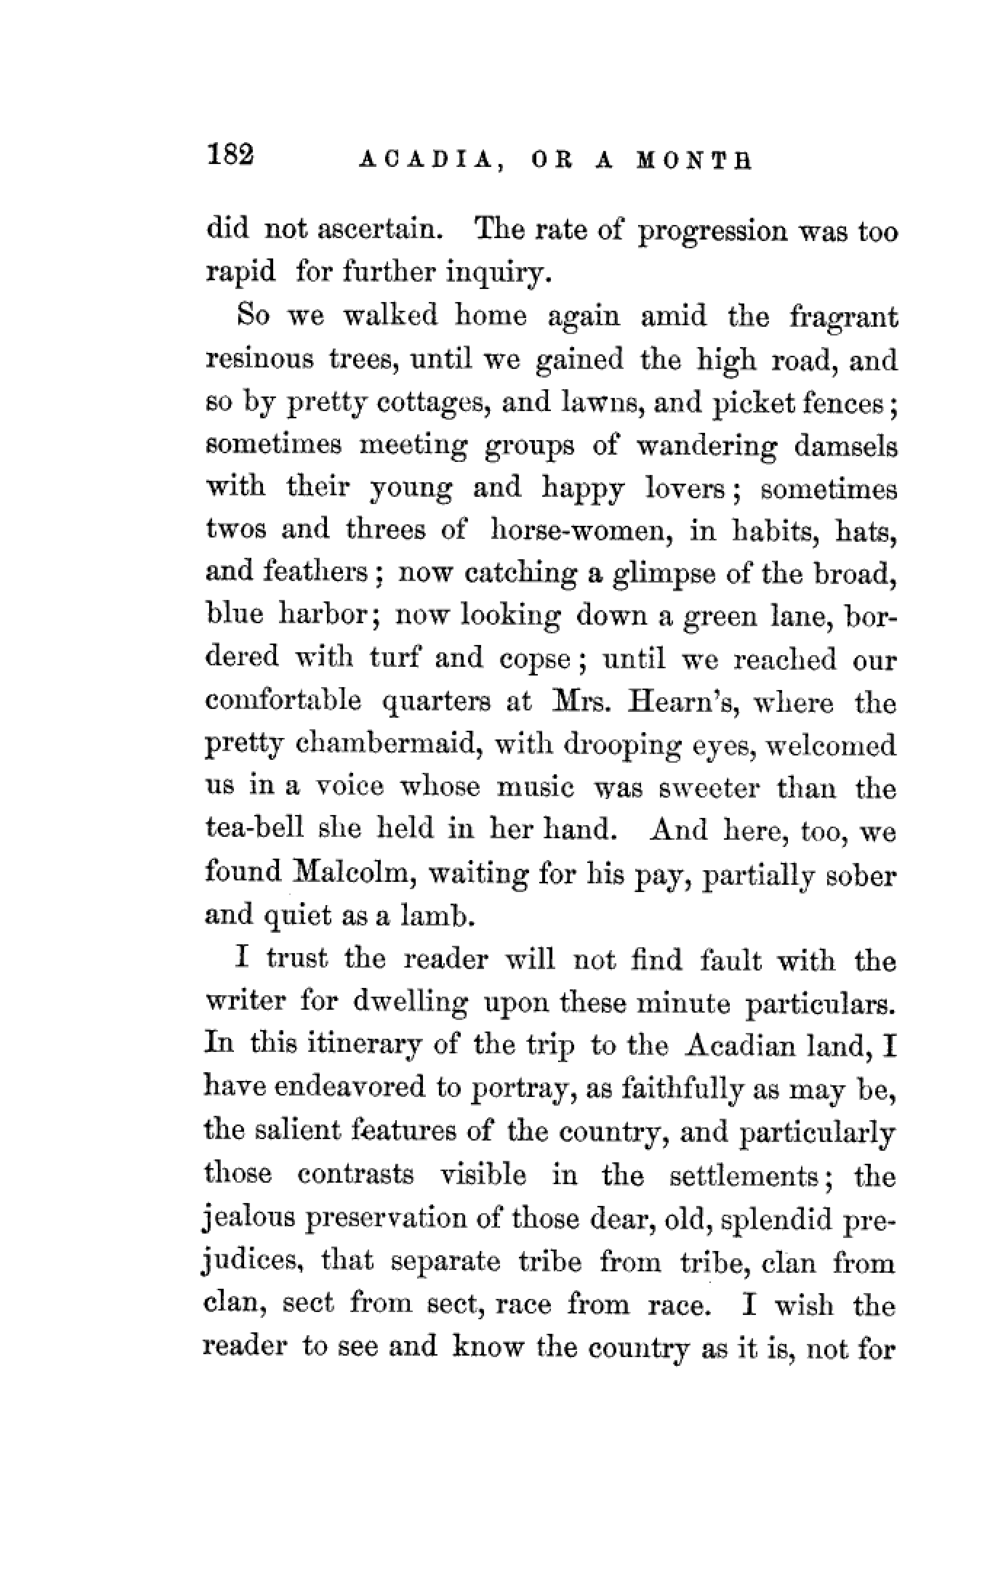 182 ACADIA, OR A MONTH
did not ascertain. The rate of progression was too
rapid for further inquiry.
So we walked home again amid the fragrant
resinous trees, until we gained the high road, and
so by pretty cottages, and lawns, and picket fences;
sometimes meeting groups of wandering damsels
with their young and happy lovers; sometimes
twos and threes of horse-women, in habits, hats,
and feathers; now catching a glimpse of the broad,
blue harbor; now looking down a green lane, bor-
dered with turf and copse; until we reached our
comfortable quarters at Mrs. Hearn's, where the
pretty chambermaid, with drooping eyes, welcomed
us in a voice whose music was sweeter than the
tea-bell she held in her hand. And here, too, we
found Malcolm, waiting for his pay, partially sober
and quiet as a lamb.
I trust the reader will not find fault with the
writer for dwelling upon these minute particulars.
In this itinerary of the trip to the Acadian land, I
have endeavored to portray, as faithfully as may be,
the salient features of the country, and particularly
those contrasts visible in the settlements; the
jealous preservation of those dear, old, splendid pre-
judices, that separate tribe from tribe, clan from
clan, sect from sect, race from race. I wish the
reader to see and know the country as it is, not for